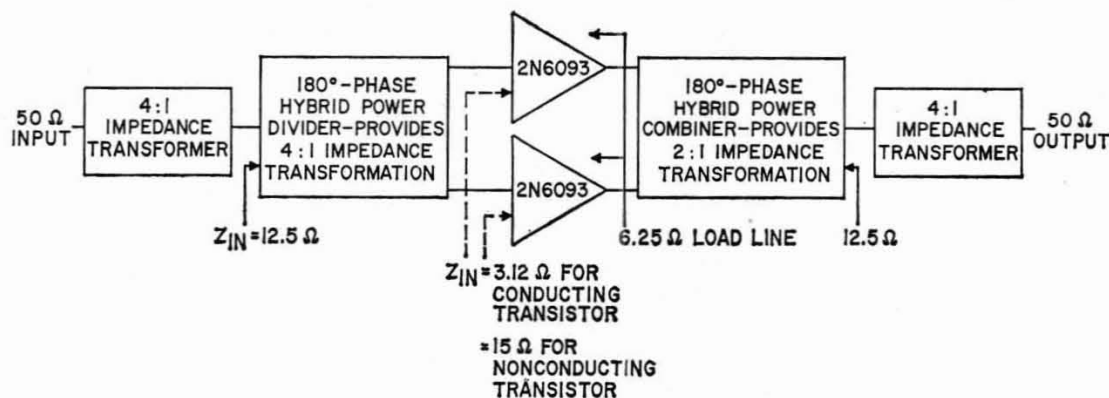 50 Ω
INPUT
4:1
IMPEDANCE
TRANSFORMER
180°-PHASE
HYBRID POWER
DIVIDER-PROVIDES
4:1 IMPEDANCE
TRANSFORMATION
2N6093
2N6093
180°-PHASE
HYBRID POWER
COMBINER-PROVIDES
2:1 IMPEDANCE
TRANSFORMATION
4:1
IMPEDANCE
TRANSFORMER
50 Ω
OUTPUT
ZIN=12.5 Ω
6.25 Ω LOAD LINE
12.5 Ω
ZIN=3.12 Ω FOR
CONDUCTING
TRANSISTOR
=15 Ω FOR
NONCONDUCTING
TRANSISTOR